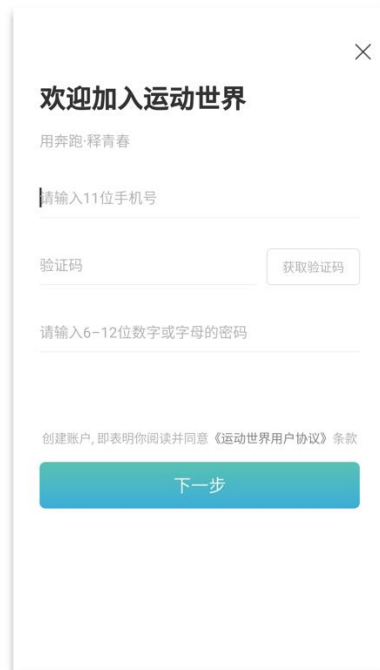 欢迎加入运动世界
用奔跑·释青春
请输入11位手机号
验证码
获取验证码
请输入6-12位数字或字母的密码
创建账户, 即表明你阅读并同意《运动世界用户协议》条款
下一步